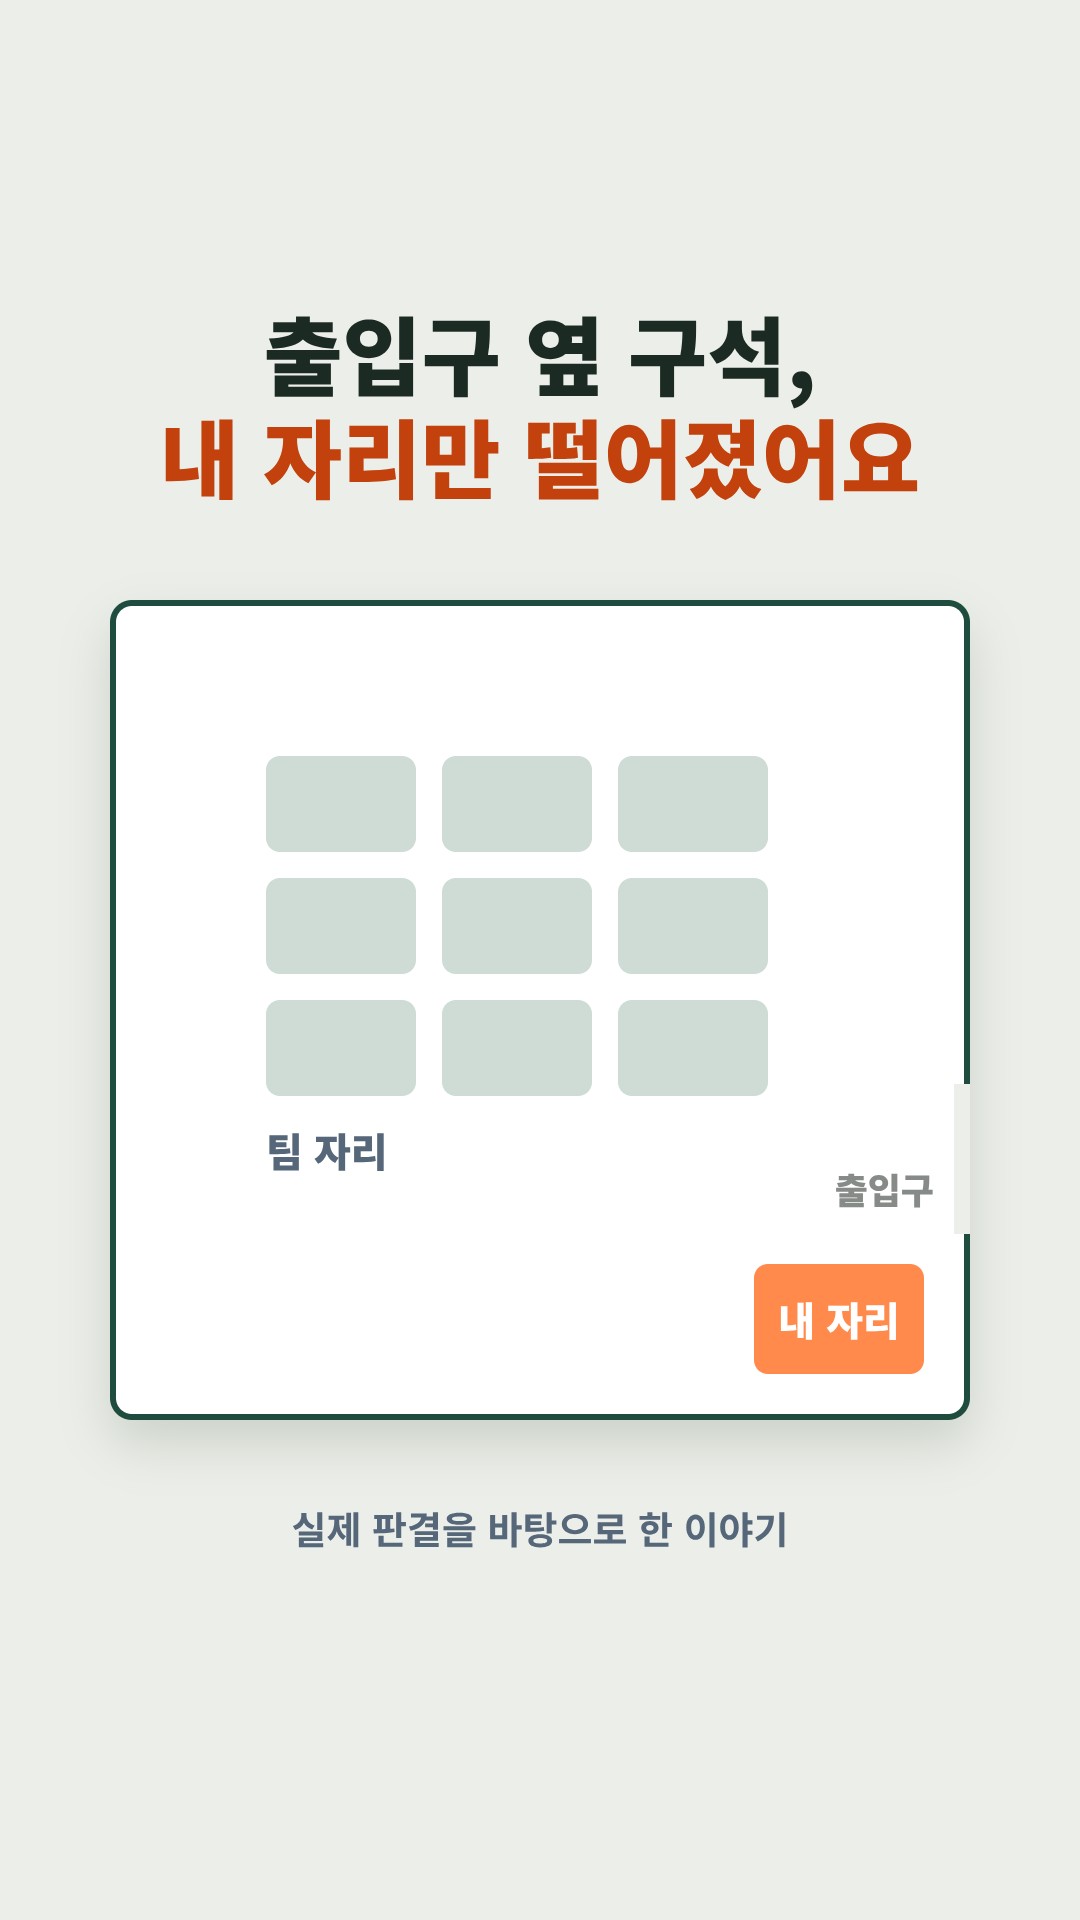 출입구 옆 구석,
내 자리만 떨어졌어요
팀 자리
출입구
내 자리
실제 판결을 바탕으로 한 이야기